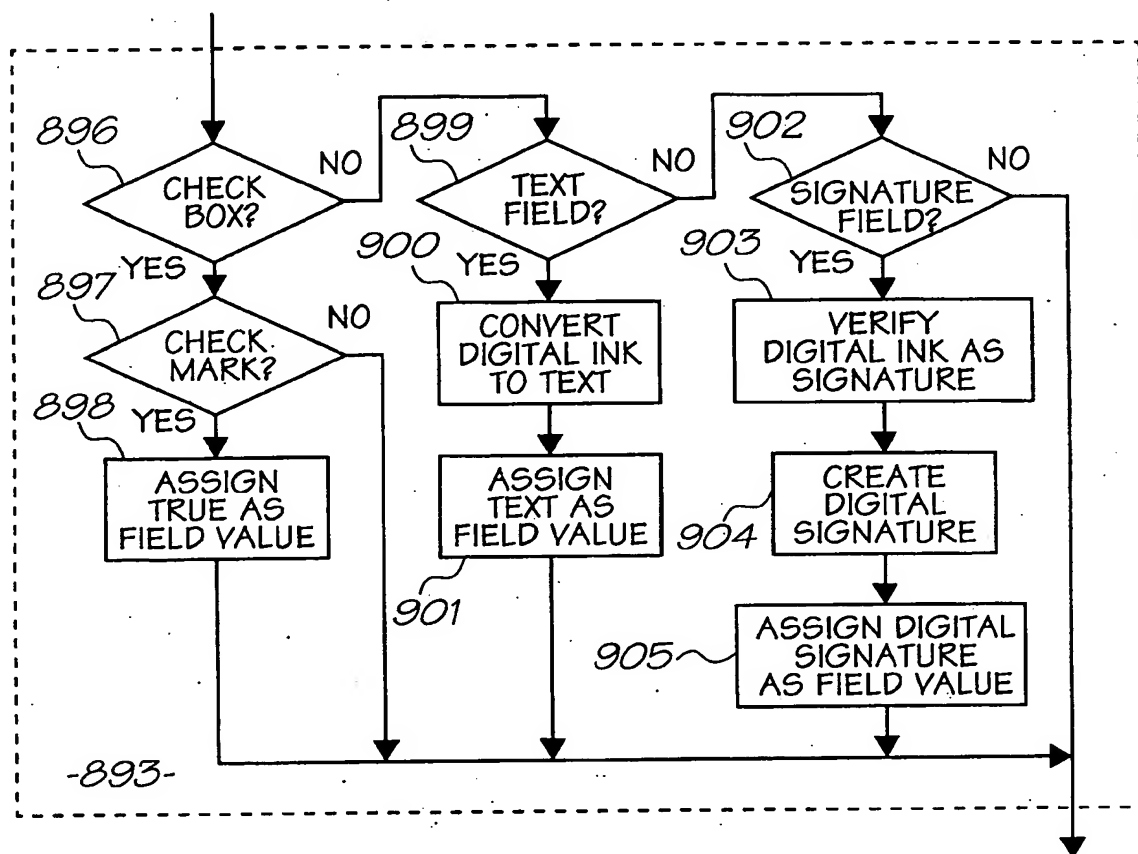 896
CHECK
BOX?
NO
YES
897
CHECK
MARK?
NO
YES
898
ASSIGN
TRUE AS
FIELD VALUE
899
TEXT
FIELD?
NO
YES
900
CONVERT
DIGITAL INK
TO TEXT
ASSIGN
TEXT AS
FIELD VALUE
901
902
SIGNATURE
FIELD?
NO
YES
903
VERIFY
DIGITAL INK AS
SIGNATURE
CREATE
DIGITAL
SIGNATURE
904
ASSIGN DIGITAL
SIGNATURE
AS FIELD VALUE
905
-893-